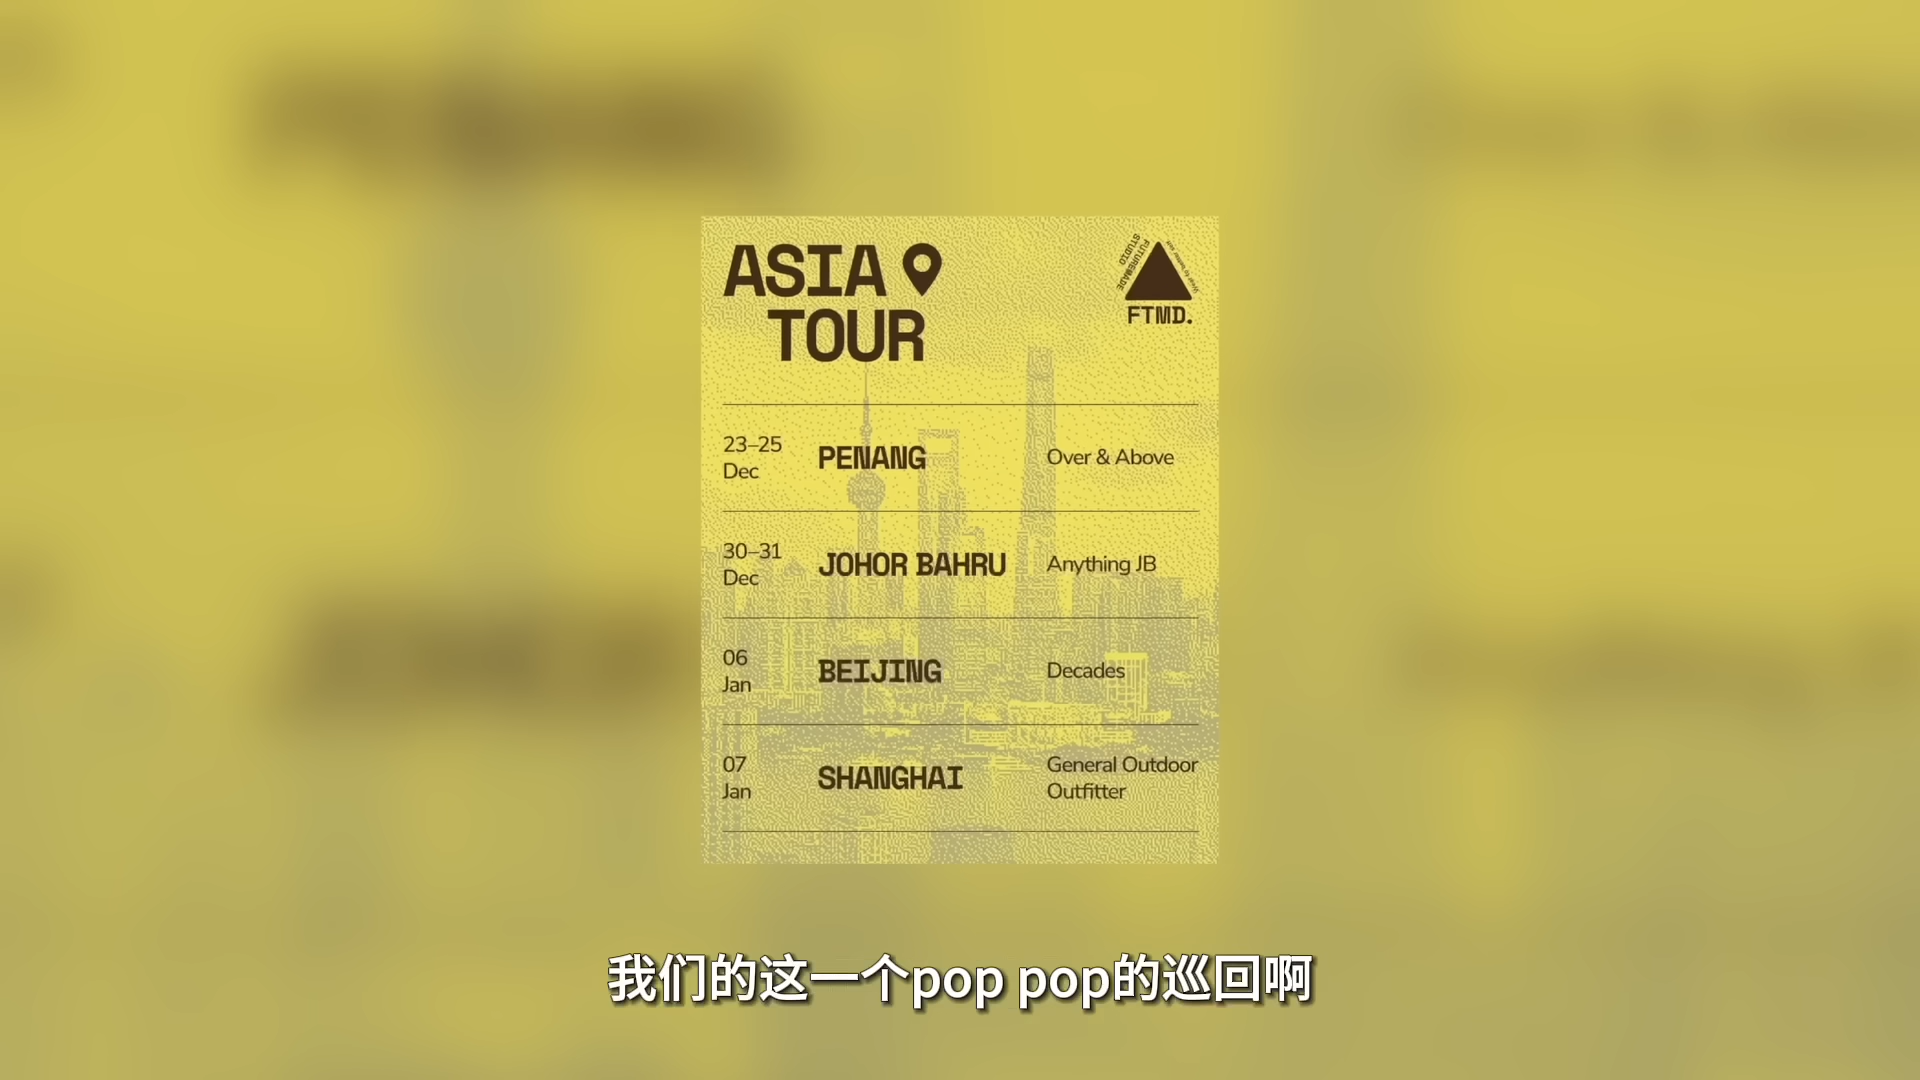 ASIA
TOUR
FUTUREMADE
STUDIO
FTMD.
23–25
Dec
PENANG
Over & Above
30–31
Dec
JOHOR BAHRU
Anything JB
06
Jan
BEIJING
Decades
07
Jan
SHANGHAI
General Outdoor
Outfitter
我们的这一个pop pop的巡回啊